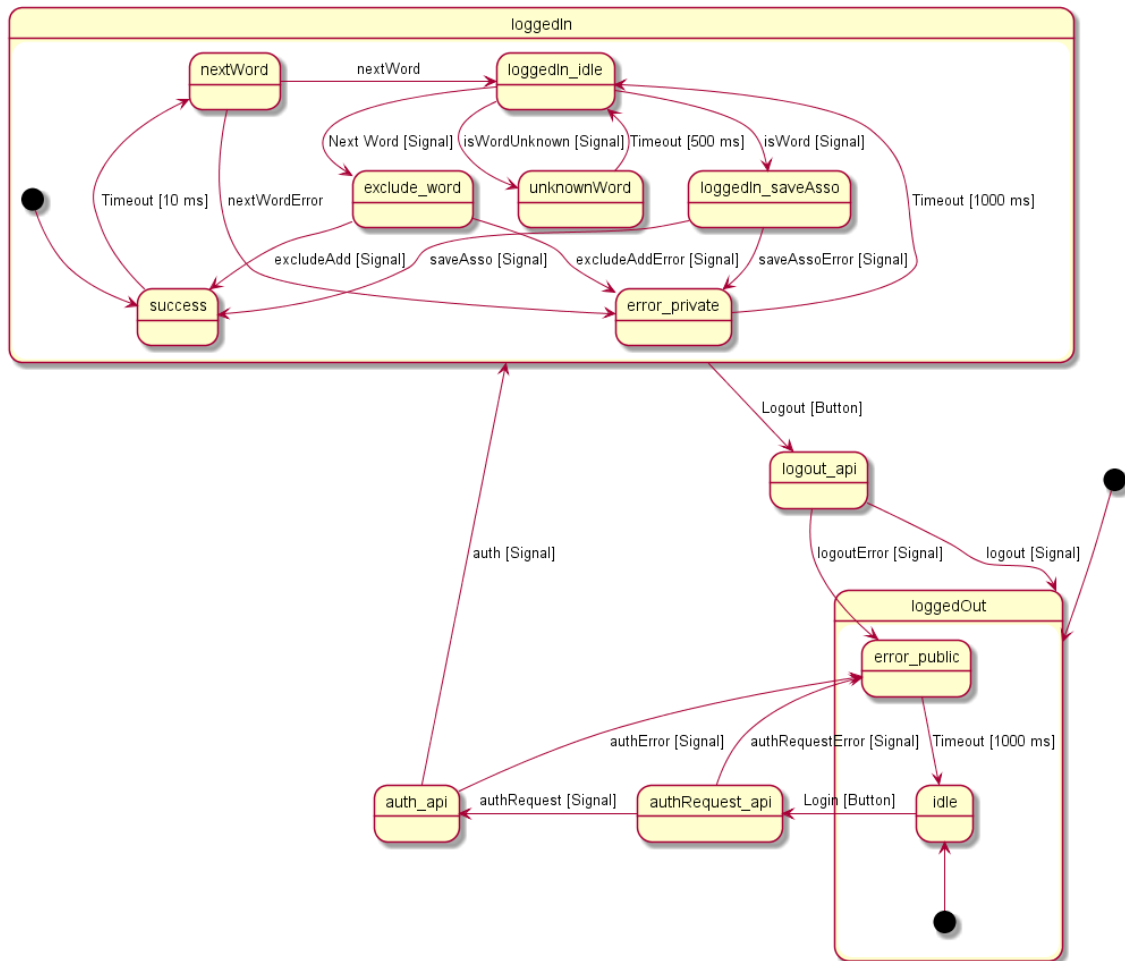 loggedIn
nextWord
nextWord
loggedIn_idle
Next Word [Signal]
isWordUnknown [Signal]
Timeout [500 ms]
isWord [Signal]
exclude_word
unknownWord
loggedIn_saveAsso
Timeout [10 ms]
nextWordError
Timeout [1000 ms]
excludeAdd [Signal]
saveAsso [Signal]
excludeAddError [Signal]
saveAssoError [Signal]
success
error_private
Logout [Button]
logout_api
auth [Signal]
logoutError [Signal]
logout [Signal]
loggedOut
error_public
authError [Signal]
authRequestError [Signal]
Timeout [1000 ms]
auth_api
authRequest [Signal]
authRequest_api
Login [Button]
idle